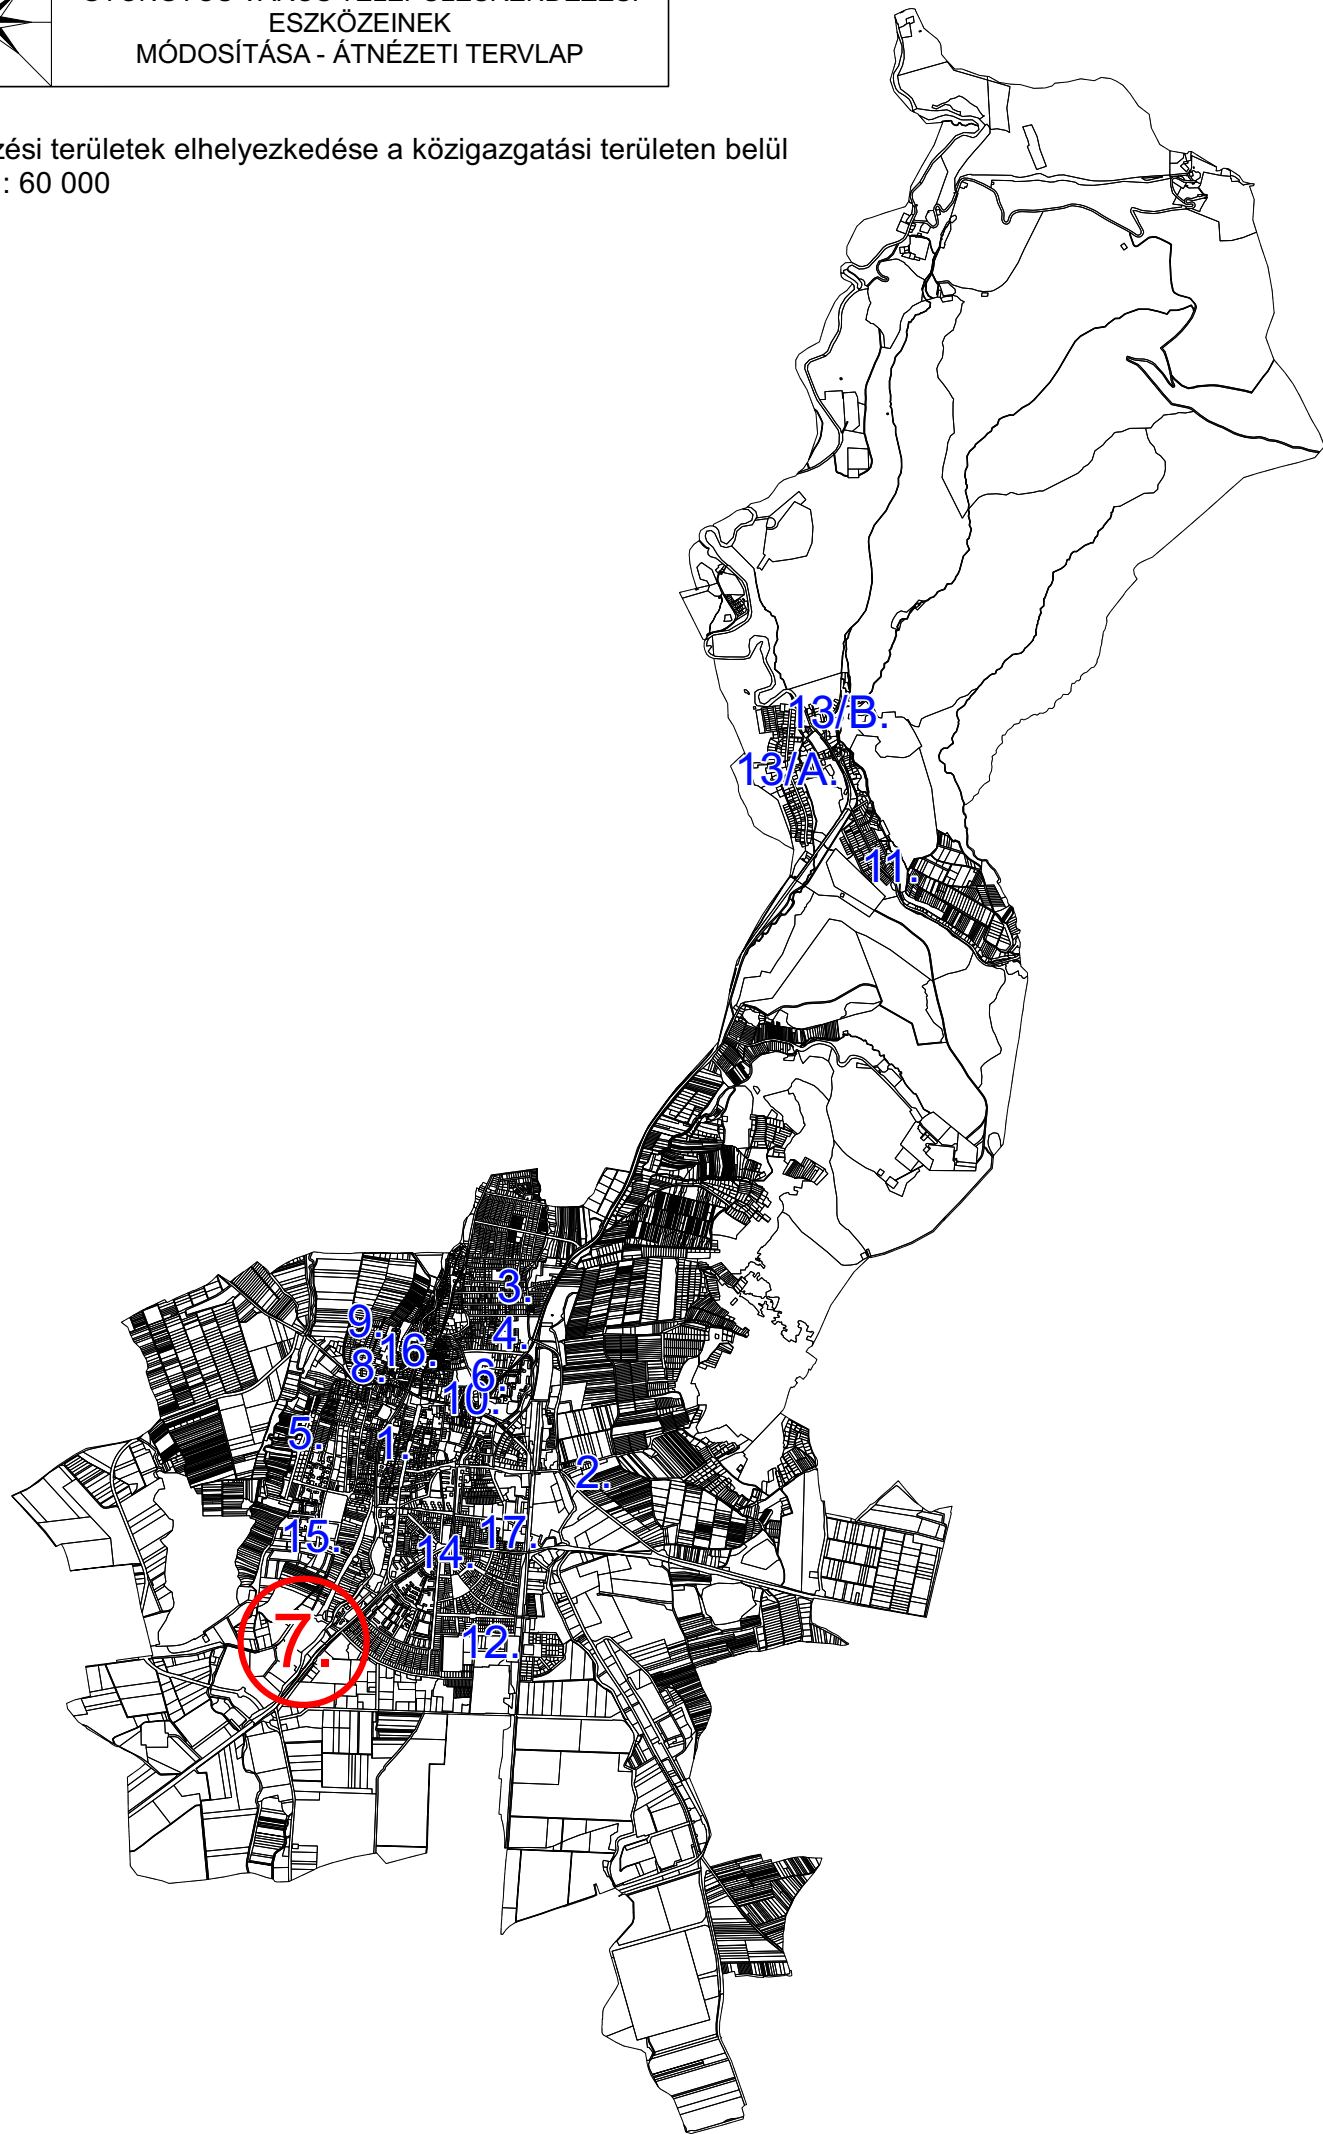 ESZKÖZEINEK
MÓDOSÍTÁSA - ÁTNÉZETI TERVLAP
zési területek elhelyezkedése a közigazgatási területen belül
: 60 000
13/B.
13/A.
11.
3.
9.
4.
16.
8.
6.
10.
5.
1.
2.
17.
15.
14.
7.
12.